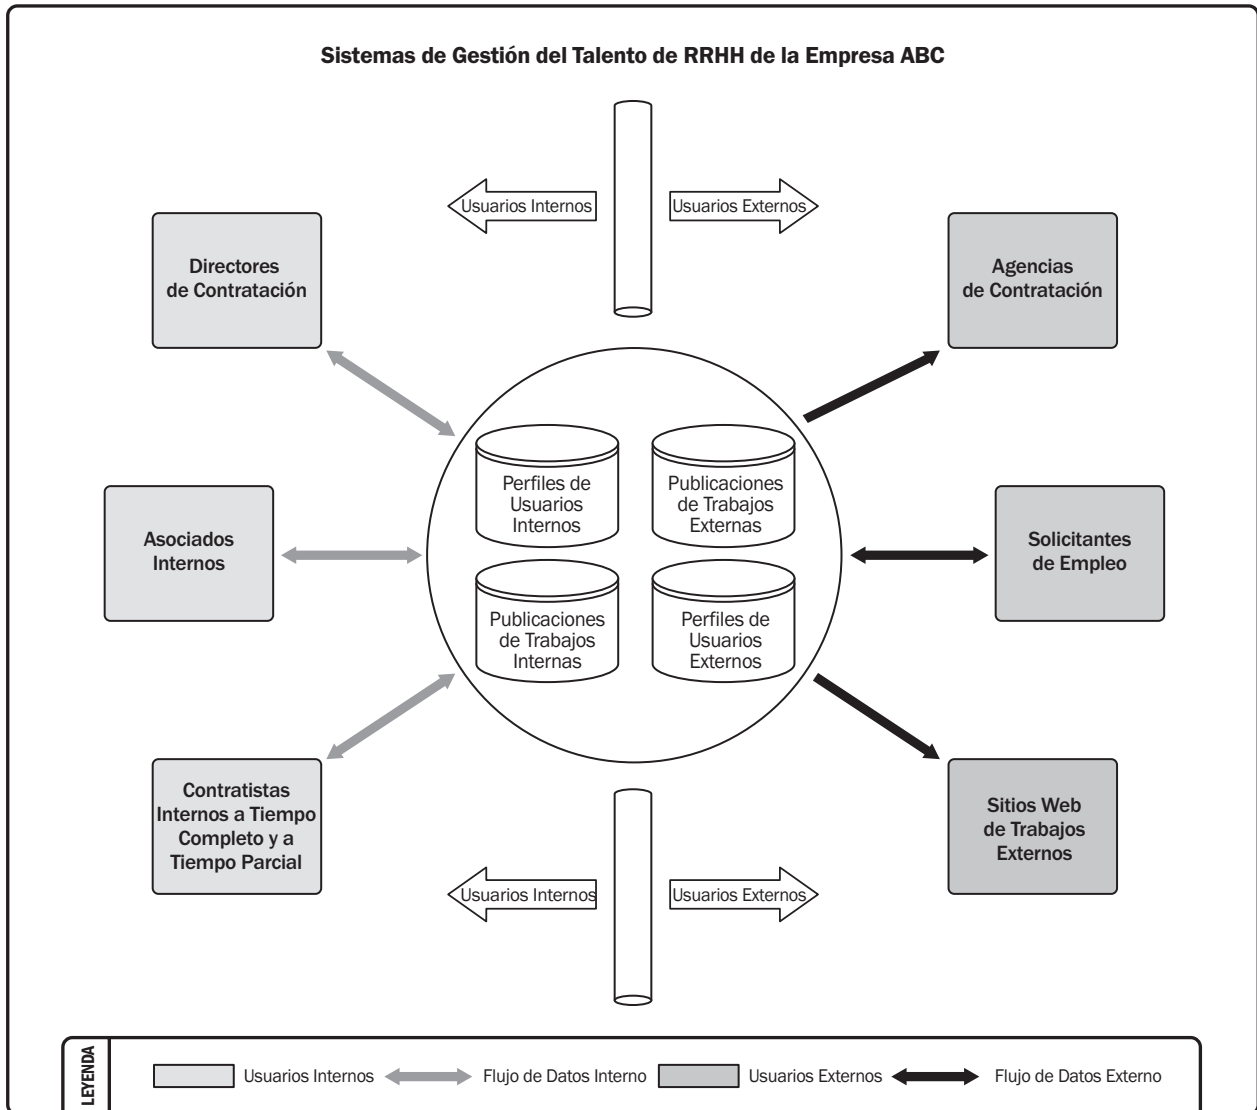 Sistemas de Gestión del Talento de RRHH de la Empresa ABC
Usuarios Internos
Usuarios Externos
Directores
de Contratación
Agencias
de Contratación
Perfiles de
Usuarios
Internos
Publicaciones
de Trabajos
Externas
Asociados
Internos
Solicitantes
de Empleo
Publicaciones
de Trabajos
Internas
Perfiles de
Usuarios
Externos
Contratistas
Internos a Tiempo
Completo y a
Tiempo Parcial
Sitios Web
de Trabajos
Externos
Usuarios Internos
Usuarios Externos
LEYENDA
Usuarios Internos
Flujo de Datos Interno
Usuarios Externos
Flujo de Datos Externo